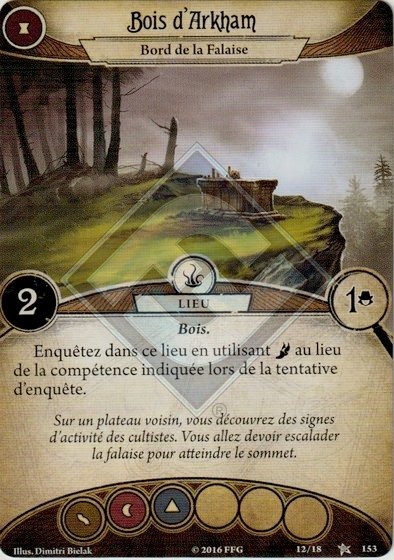 Bois d'Arkham
Bord de la Falaise
2
1
LIEU
Bois.
Enquêtez dans ce lieu en utilisant au lieu
de la compétence indiquée lors de la tentative
d'enquête.
Sur un plateau voisin, vous découvrez des signes
d'activité des cultistes. Vous allez devoir escalader
la falaise pour atteindre le sommet.
Illus. Dimitri Bielak
© 2016 FFG
12/18
153